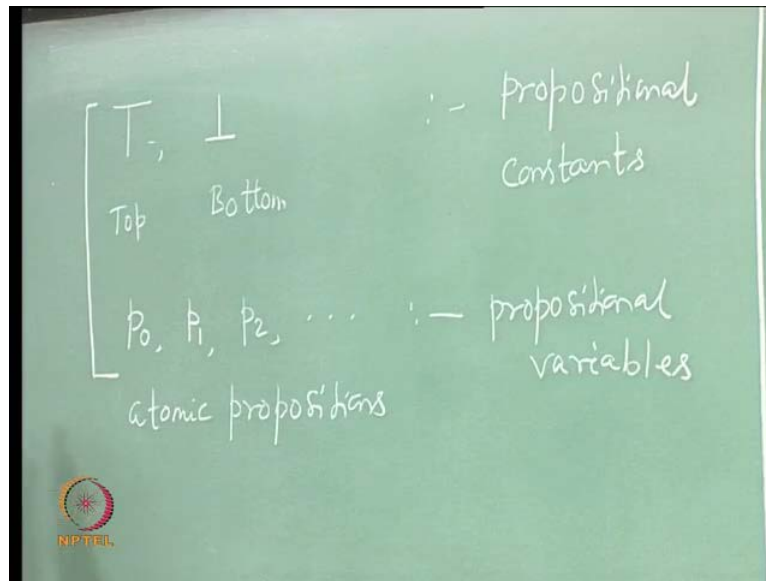 ⊤, ⊥ :- propositional
constants
Top Bottom
p₀, p₁, p₂, ... :- propositional
variables
atomic propositions
NPTEL